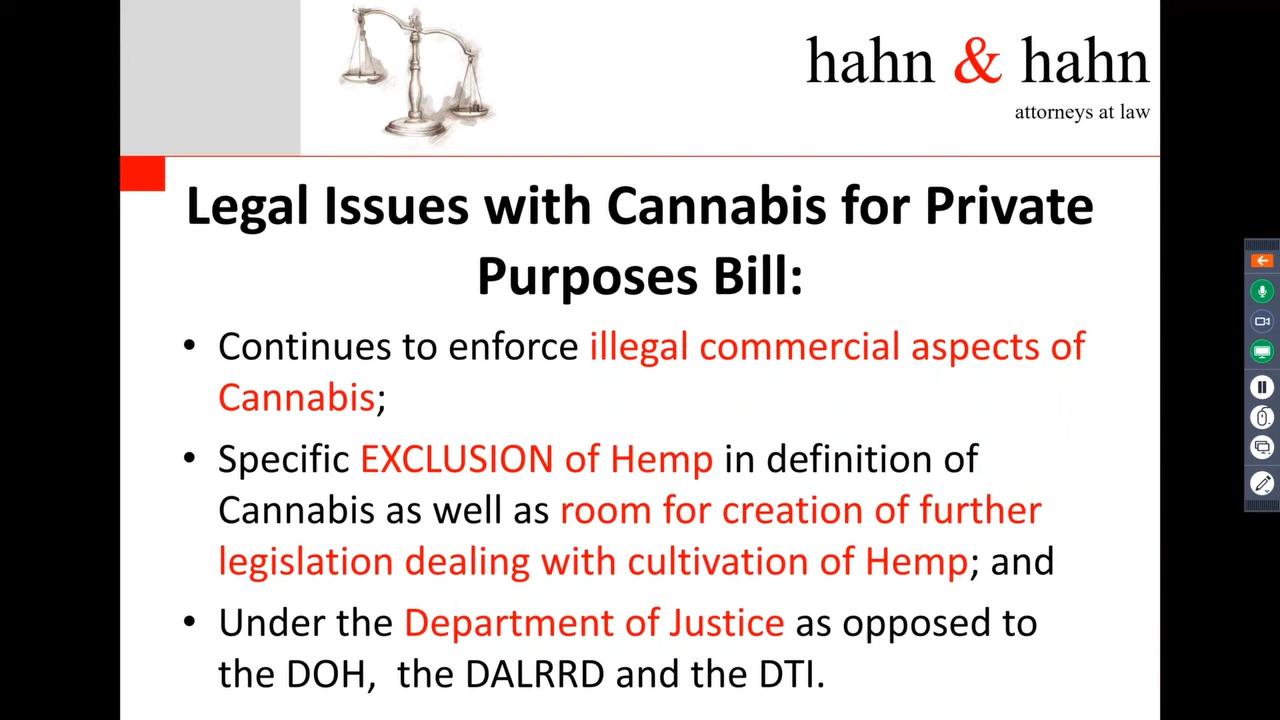 hahn & hahn
attorneys at law
Legal Issues with Cannabis for Private
Purposes Bill:
• Continues to enforce illegal commercial aspects of
Cannabis;
• Specific EXCLUSION of Hemp in definition of
Cannabis as well as room for creation of further
legislation dealing with cultivation of Hemp; and
• Under the Department of Justice as opposed to
the DOH,  the DALRRD and the DTI.